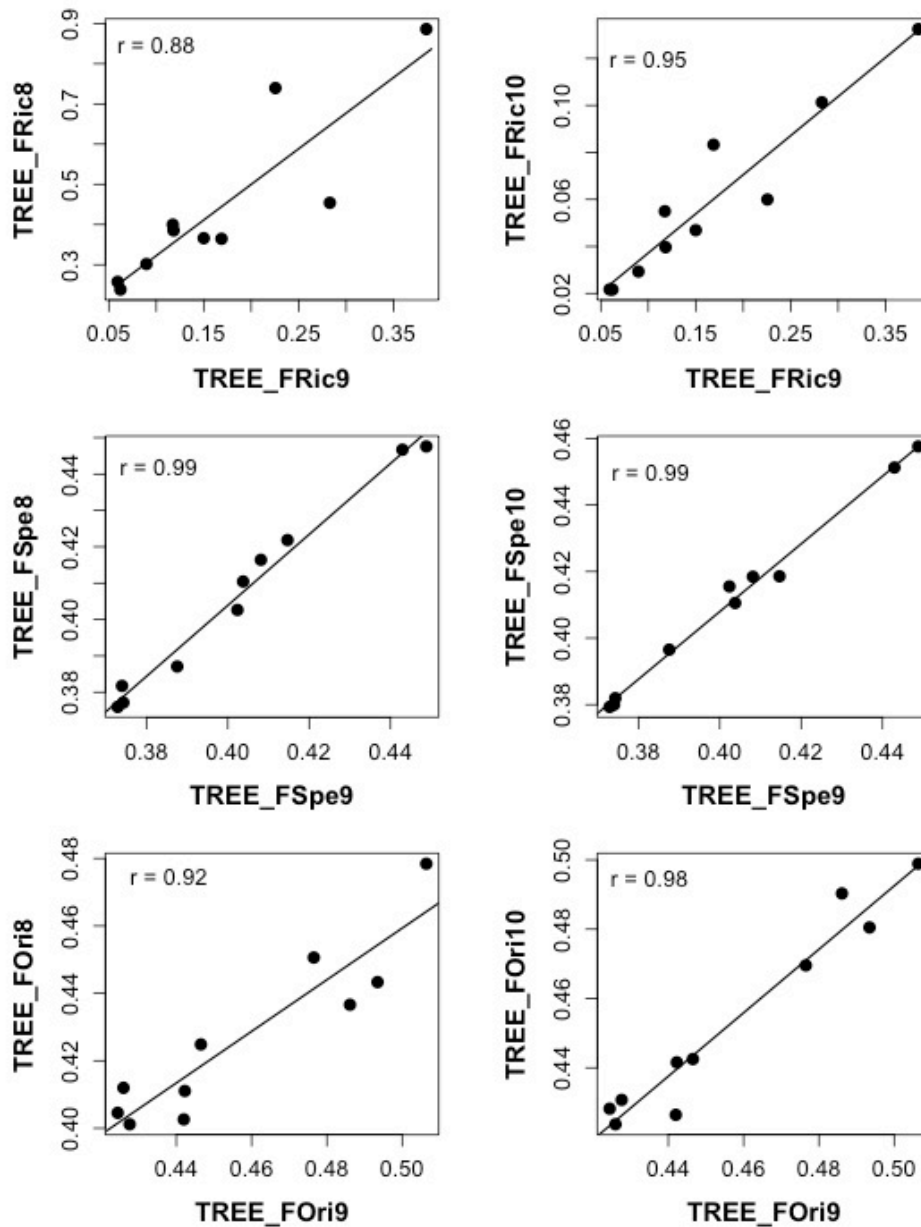 r = 0.88
TREE_FRic8
0.9
0.7
0.5
0.3
0.05 0.15 0.25 0.35
TREE_FRic9
r = 0.95
TREE_FRic10
0.10
0.06
0.02
0.05 0.15 0.25 0.35
TREE_FRic9
r = 0.99
TREE_FSpe8
0.44
0.42
0.40
0.38
0.38 0.40 0.42 0.44
TREE_FSpe9
r = 0.99
TREE_FSpe10
0.46
0.44
0.42
0.40
0.38
0.38 0.40 0.42 0.44
TREE_FSpe9
r = 0.92
TREE_FOri8
0.48
0.46
0.44
0.42
0.40
0.44 0.46 0.48 0.50
TREE_FOri9
r = 0.98
TREE_FOri10
0.50
0.48
0.46
0.44
0.44 0.46 0.48 0.50
TREE_FOri9